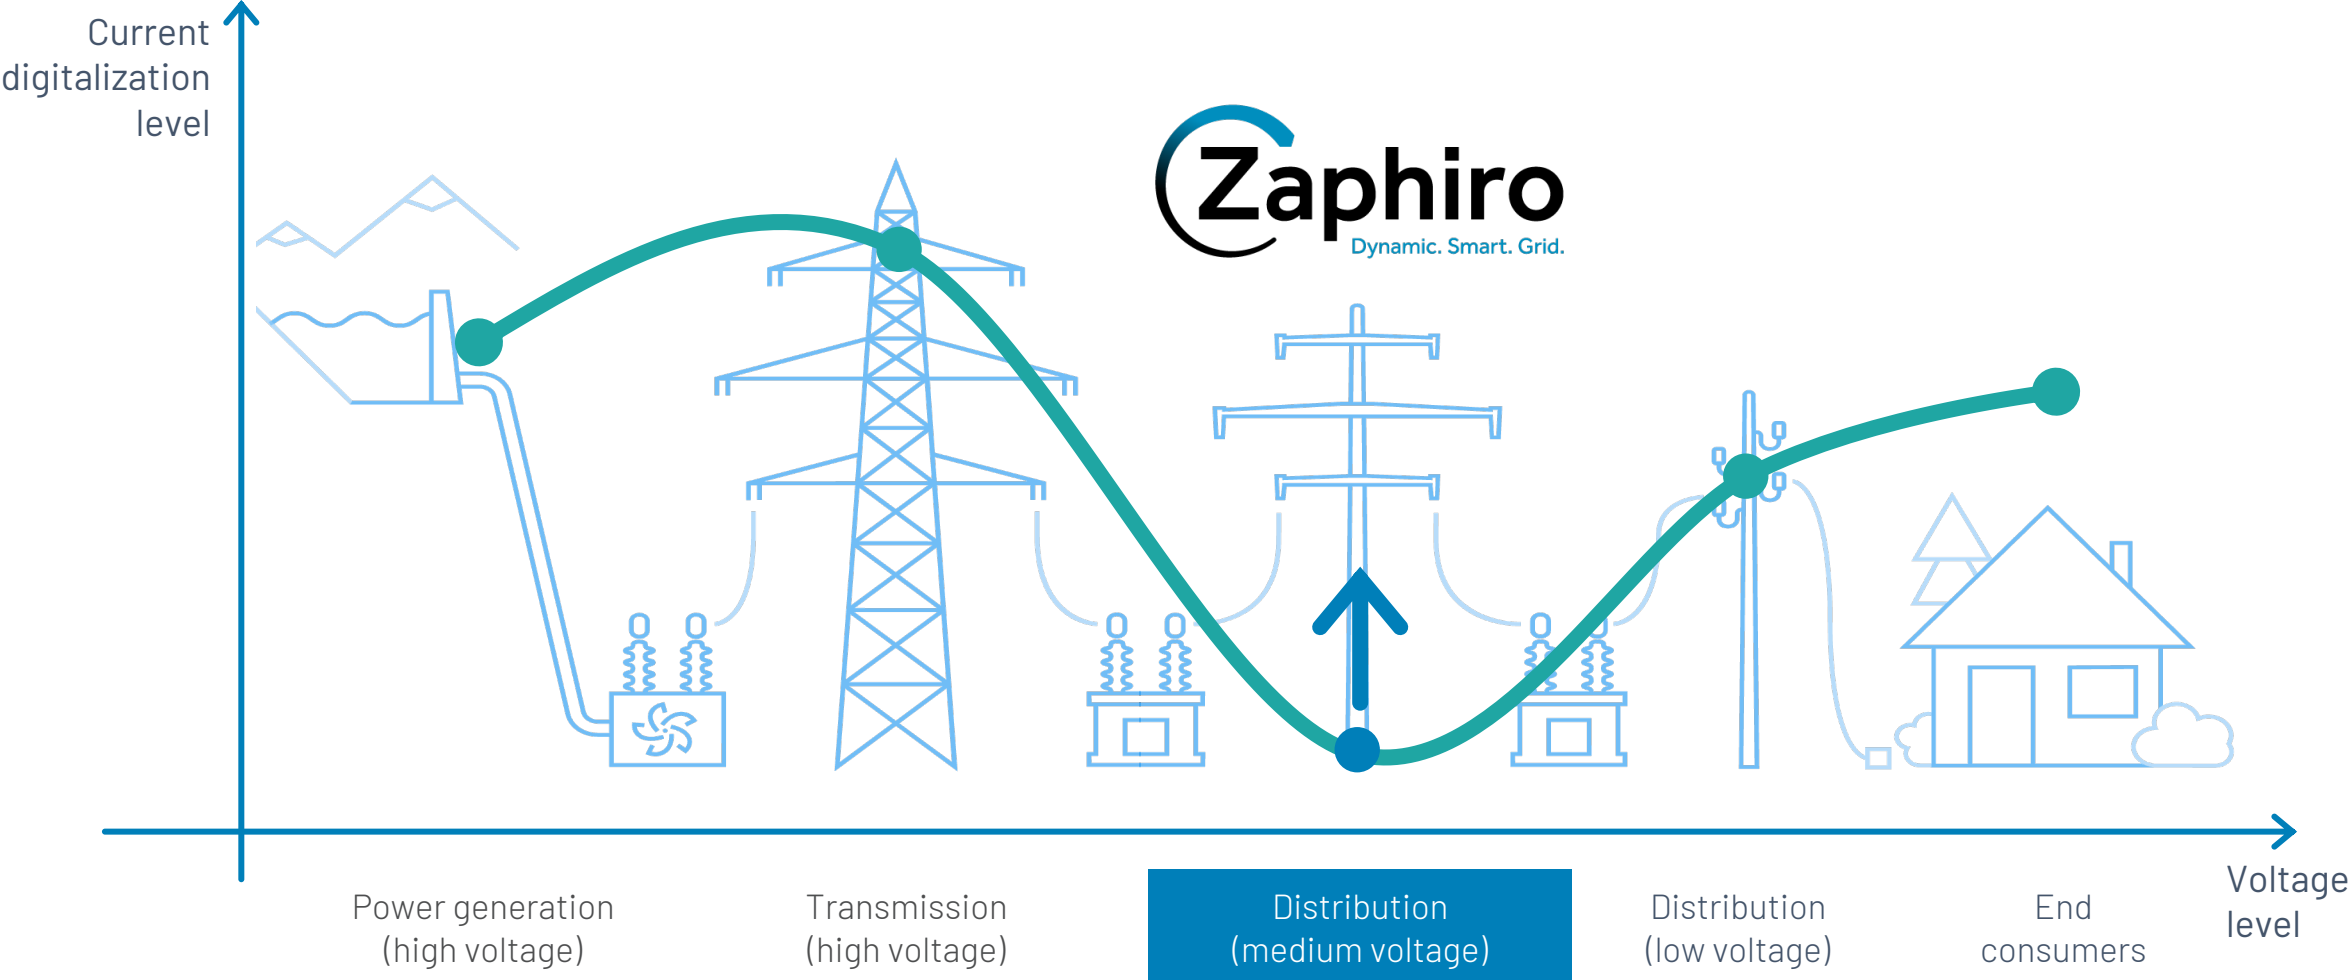 Current
digitalization
level
Zaphiro
Dynamic. Smart. Grid.
Power generation
(high voltage)
Transmission
(high voltage)
Distribution
(medium voltage)
Distribution
(low voltage)
End
consumers
Voltage
level